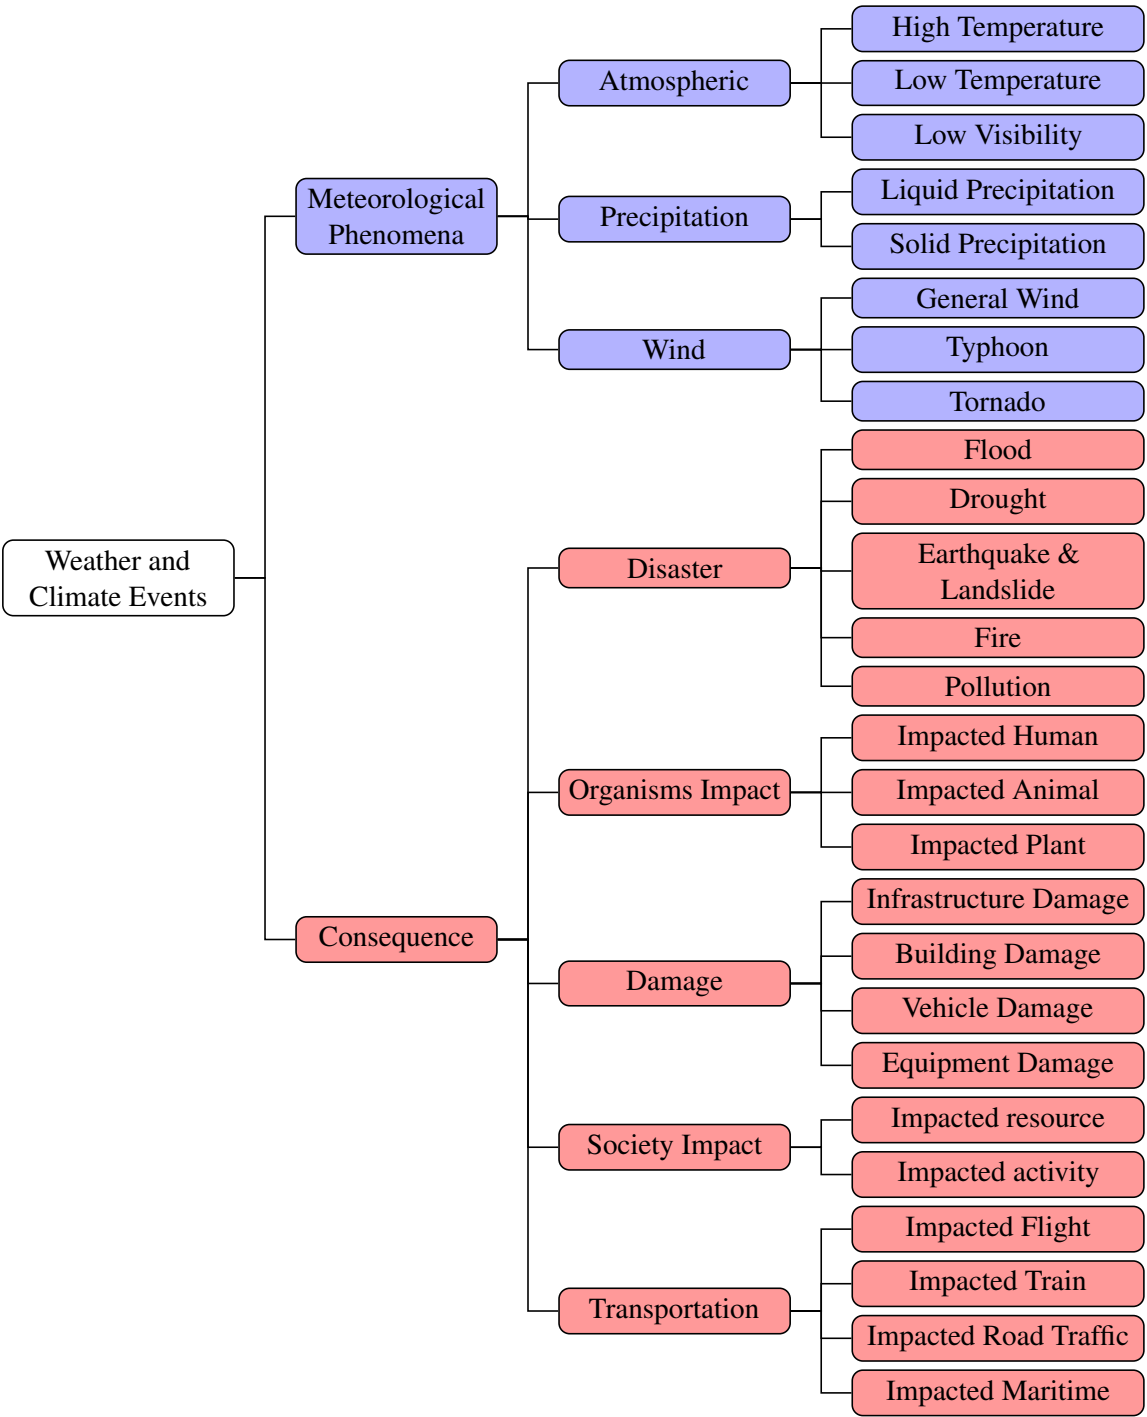 Weather and
Climate Events
Meteorological
Phenomena
Atmospheric
High Temperature
Low Temperature
Low Visibility
Precipitation
Liquid Precipitation
Solid Precipitation
Wind
General Wind
Typhoon
Tornado
Consequence
Disaster
Flood
Drought
Earthquake &
Landslide
Fire
Pollution
Organisms Impact
Impacted Human
Impacted Animal
Impacted Plant
Damage
Infrastructure Damage
Building Damage
Vehicle Damage
Equipment Damage
Society Impact
Impacted resource
Impacted activity
Transportation
Impacted Flight
Impacted Train
Impacted Road Traffic
Impacted Maritime